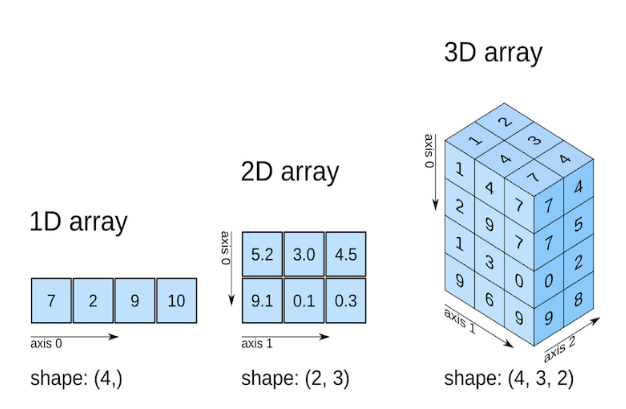 3D array
2D array
1D array
7 2 9 10
axis 0
shape: (4,)
axis 0
5.2 3.0 4.5
9.1 0.1 0.3
axis 1
shape: (2, 3)
axis 0
2
1 3
4 4
7
1 4 7 7 4
2 9 7 7 5
1 3 0 0 2
9 6 9 9 8
axis 1
axis 2
shape: (4, 3, 2)